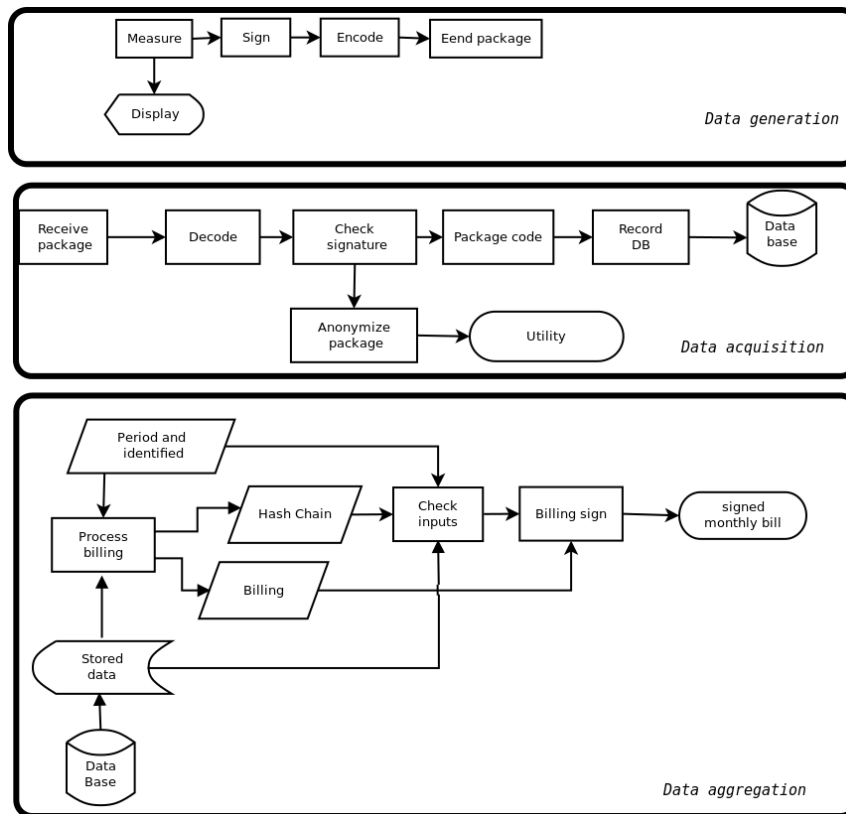 Measure
Sign
Encode
Eend package
Display
Data generation
Receive
package
Decode
Check
signature
Package code
Record
DB
Data
base
Anonymize
package
Utility
Data acquisition
Period and
identified
Hash Chain
Check
inputs
Billing sign
signed
monthly bill
Process
billing
Billing
Stored
data
Data
Base
Data aggregation